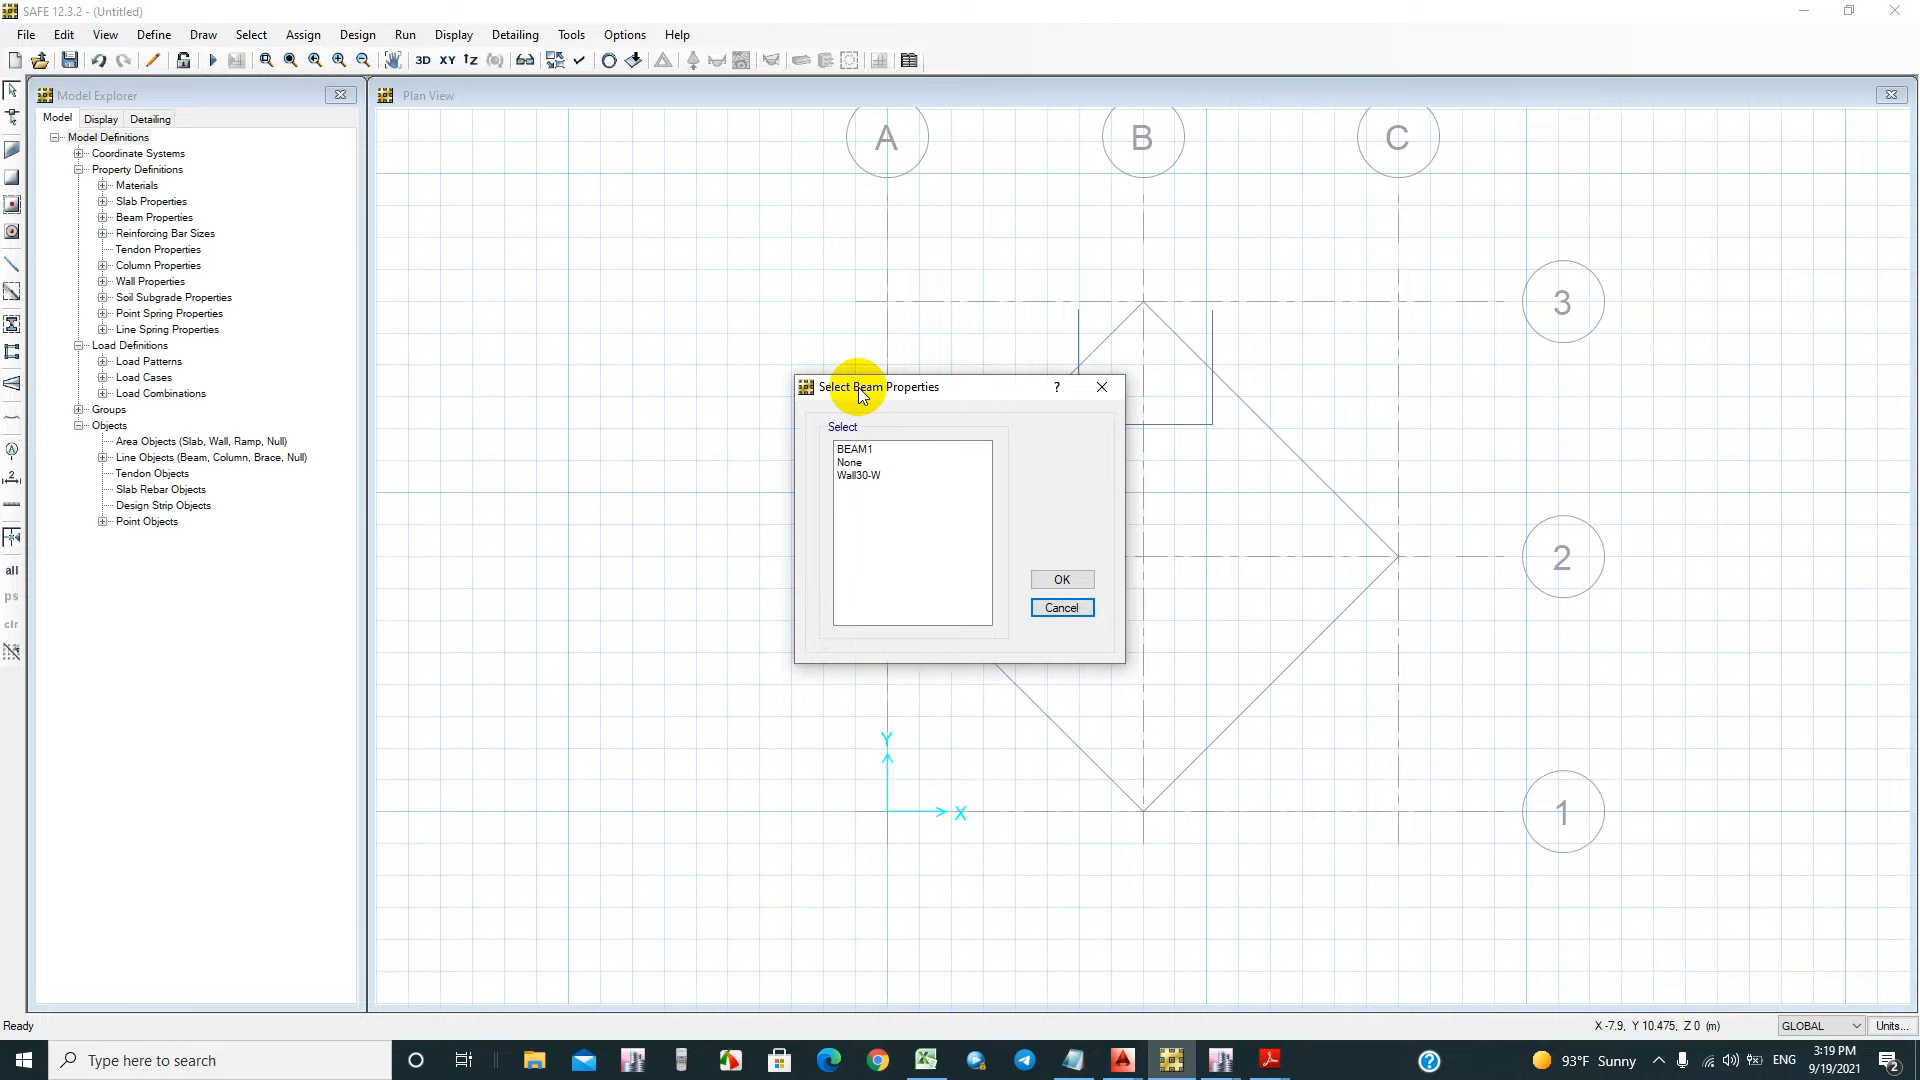 SAFE 12.3.2 - (Untitled)
File Edit View Define Draw Select Assign Design Run Display Detailing Tools Options Help
3D XY
Model Explorer
Plan View
Model Display Detailing
Model Definitions
Coordinate Systems
Property Definitions
Materials
Slab Properties
Beam Properties
Reinforcing Bar Sizes
Tendon Properties
Column Properties
Wall Properties
Soil Subgrade Properties
Point Spring Properties
Line Spring Properties
Load Definitions
Load Patterns
Load Cases
Load Combinations
Groups
Objects
Area Objects (Slab, Wall, Ramp, Null)
Line Objects (Beam, Column, Brace, Null)
Tendon Objects
Slab Rebar Objects
Design Strip Objects
Point Objects
all
ps
clr
A B C
3
2
1
Y
X
Select Beam Properties ?
Select
BEAM1
None
Wall30-W
OK
Cancel
Ready
X -7.9, Y 10.475, Z 0 (m)
GLOBAL
Units...
Type here to search
93°F Sunny
ENG
3:19 PM
9/19/2021
2